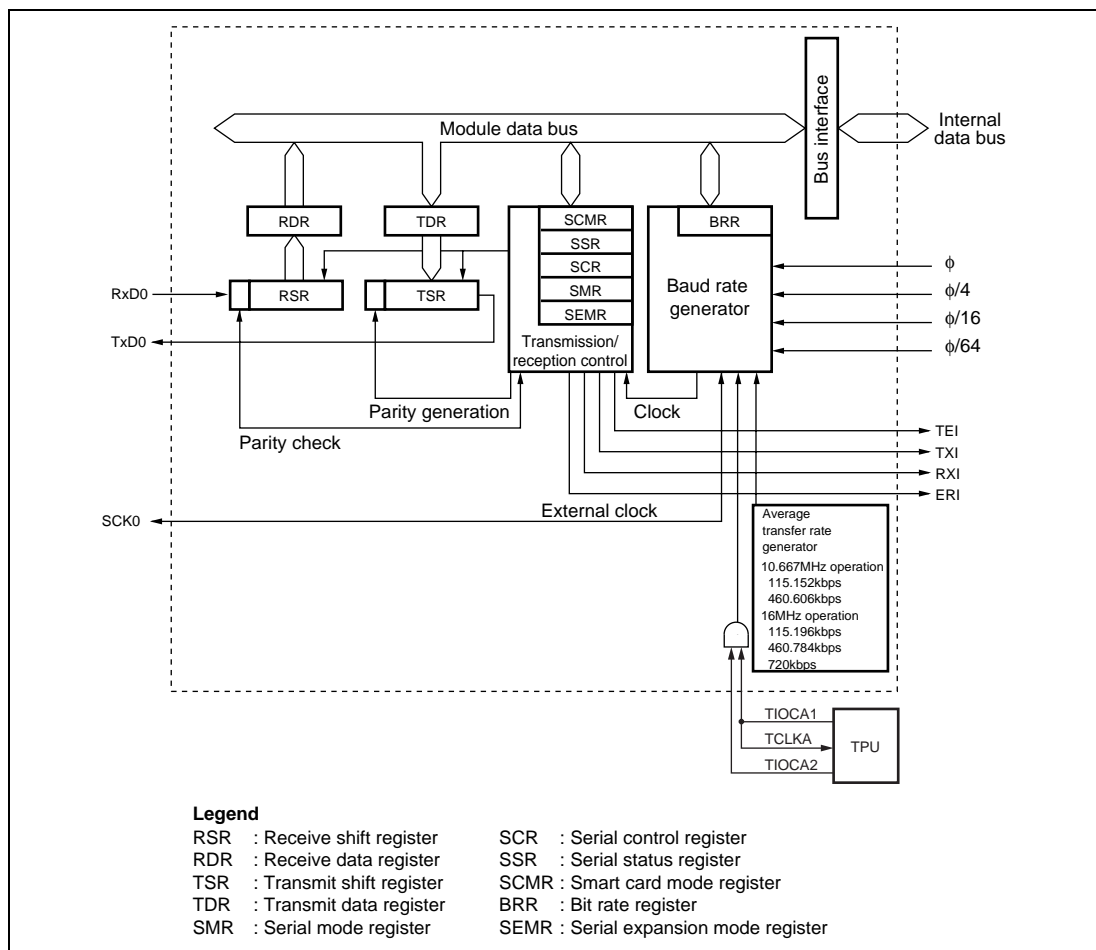 Module data bus
Bus interface
Internal
data bus
RDR
TDR
SCMR
SSR
SCR
SMR
SEMR
Transmission/
reception control
BRR
Baud rate
generator
RxD0
RSR
TSR
TxD0
ϕ
ϕ/4
ϕ/16
ϕ/64
Parity generation
Clock
Parity check
TEI
TXI
RXI
ERI
SCK0
External clock
Average
transfer rate
generator
10.667MHz operation
115.152kbps
460.606kbps
16MHz operation
115.196kbps
460.784kbps
720kbps
TIOCA1
TCLKA
TIOCA2
TPU
Legend
RSR : Receive shift register
RDR : Receive data register
TSR : Transmit shift register
TDR : Transmit data register
SMR : Serial mode register
SCR : Serial control register
SSR : Serial status register
SCMR : Smart card mode register
BRR : Bit rate register
SEMR : Serial expansion mode register